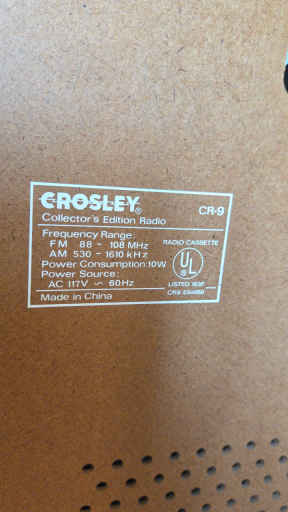 CROSLEY®
Collector's Edition Radio
CR-9
Frequency Range:
FM 88 - 108 MHz
AM 530 - 1610 kHz
Power Consumption:10W
Power Source:
AC 117V ∼ 60Hz
Made in China
RADIO CASSETTE
UL
®
LISTED